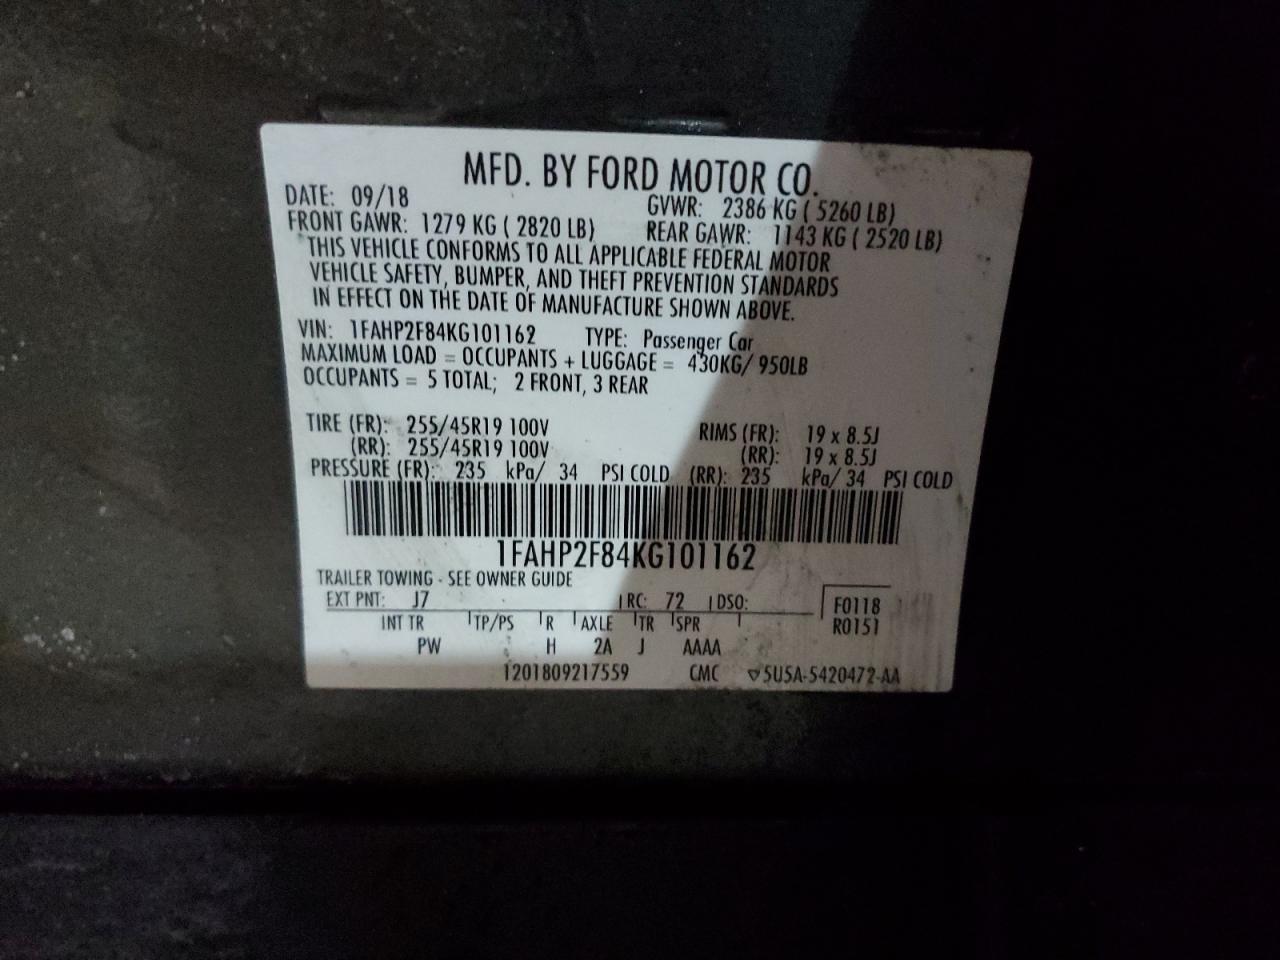 MFD. BY FORD MOTOR CO.
DATE: 09/18 GVWR: 2386 KG ( 5260 LB)
FRONT GAWR: 1279 KG ( 2820 LB) REAR GAWR: 1143 KG ( 2520 LB)
THIS VEHICLE CONFORMS TO ALL APPLICABLE FEDERAL MOTOR
VEHICLE SAFETY, BUMPER, AND THEFT PREVENTION STANDARDS
IN EFFECT ON THE DATE OF MANUFACTURE SHOWN ABOVE.
VIN: 1FAHP2F84KG101162 TYPE: Passenger Car
MAXIMUM LOAD = OCCUPANTS + LUGGAGE = 430KG/ 950LB
OCCUPANTS = 5 TOTAL; 2 FRONT, 3 REAR
TIRE (FR): 255/45R19 100V RIMS (FR): 19 x 8.5J
(RR): 255/45R19 100V (RR): 19 x 8.5J
PRESSURE (FR): 235 kPa/ 34 PSI COLD (RR): 235 kPa/ 34 PSI COLD
1FAHP2F84KG101162
TRAILER TOWING - SEE OWNER GUIDE
EXT PNT: J7 RC: 72 DSO: F0118
INT TR TP/PS R AXLE TR SPR R0151
PW H 2A J AAAA
1201809217559 CMC ▽5U5A-5420472-AA